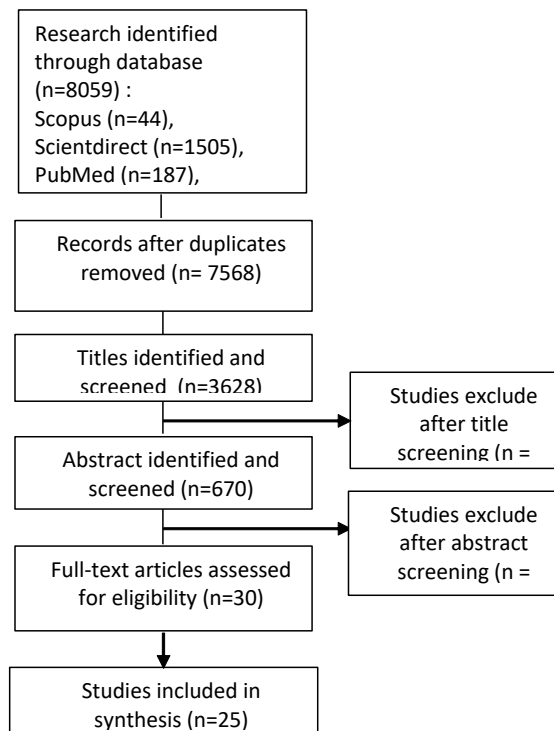 Research identified
through database
(n=8059) :
Scopus (n=44),
Scientdirect (n=1505),
PubMed (n=187),
Records after duplicates
removed (n= 7568)
Titles identified and
screened (n=3628)
Studies exclude
after title
screening (n =
Abstract identified and
screened (n=670)
Studies exclude
after abstract
screening (n =
Full-text articles assessed
for eligibility (n=30)
Studies included in
synthesis (n=25)